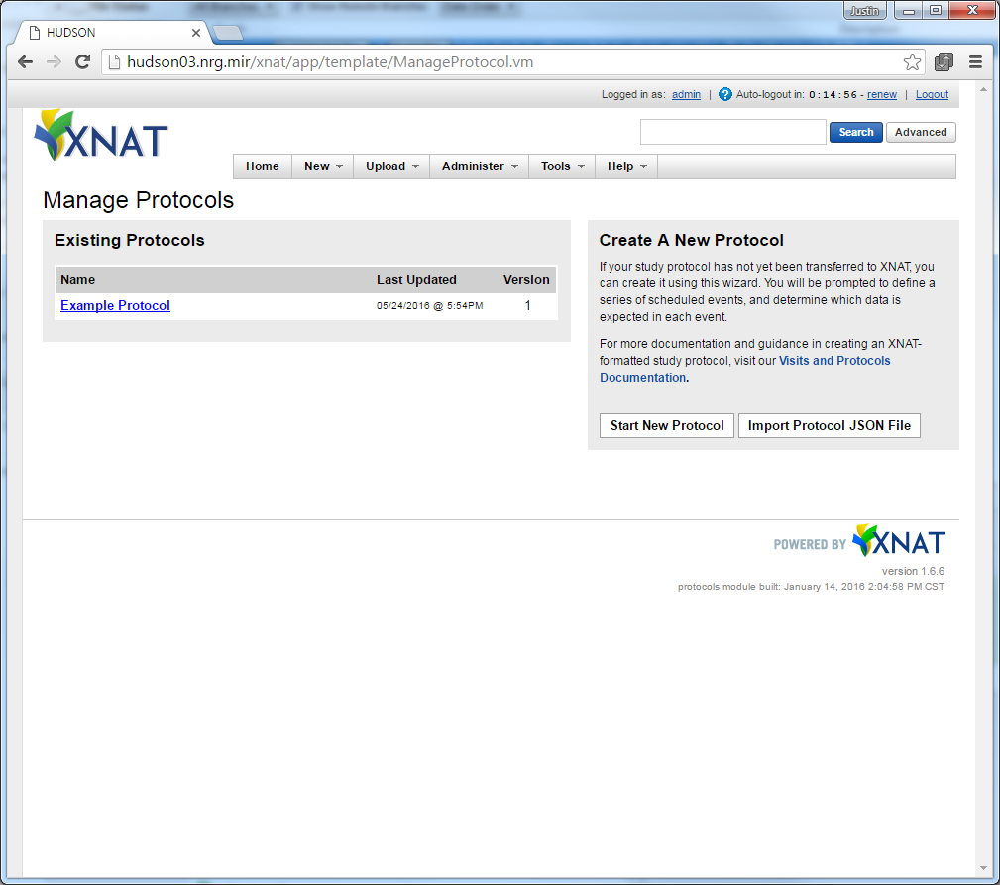 Justin
HUDSON
hudson03.nrg.mir/xnat/app/template/ManageProtocol.vm
Logged in as: admin | ? Auto-logout in: 0:14:56 - renew | Logout
XNAT
Search Advanced
Home New Upload Administer Tools Help
Manage Protocols
Existing Protocols
Name Last Updated Version
Example Protocol 05/24/2016 @ 5:54PM 1
Create A New Protocol
If your study protocol has not yet been transferred to XNAT, you
can create it using this wizard. You will be prompted to define a
series of scheduled events, and determine which data is
expected in each event.
For more documentation and guidance in creating an XNAT-
formatted study protocol, visit our Visits and Protocols
Documentation.
Start New Protocol Import Protocol JSON File
POWERED BY XNAT
version 1.6.6
protocols module built: January 14, 2016 2:04:58 PM CST